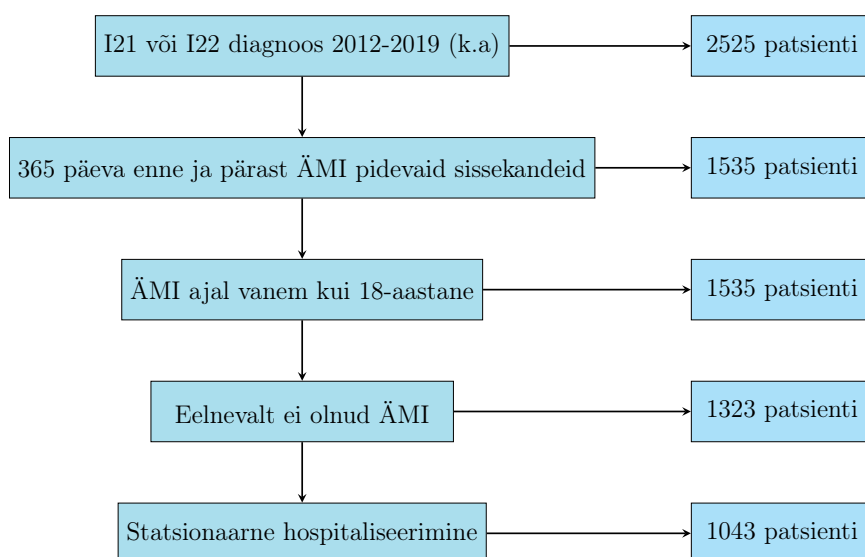 I21 või I22 diagnoos 2012-2019 (k.a)
2525 patsienti
365 päeva enne ja pärast ÄMI pidevaid sissekandeid
1535 patsienti
ÄMI ajal vanem kui 18-aastane
1535 patsienti
Eelnevalt ei olnud ÄMI
1323 patsienti
Statsionaarne hospitaliseerimine
1043 patsienti